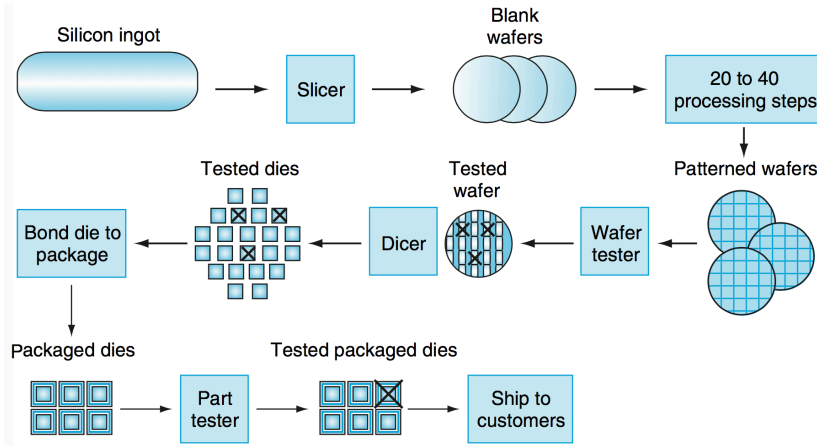 Silicon ingot
Slicer
Blank
wafers
20 to 40
processing steps
Tested dies
Tested
wafer
Patterned wafers
Bond die to
package
Dicer
Wafer
tester
Packaged dies
Tested packaged dies
Part
tester
Ship to
customers